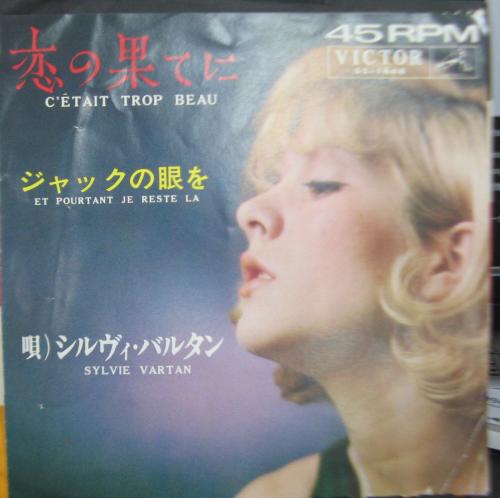 45 RPM
VICTOR
恋の果てに
C'ÉTAIT TROP BEAU
ジャックの眼を
ET POURTANT JE RESTE LA
唄)シルヴィ・バルタン
SYLVIE VARTAN